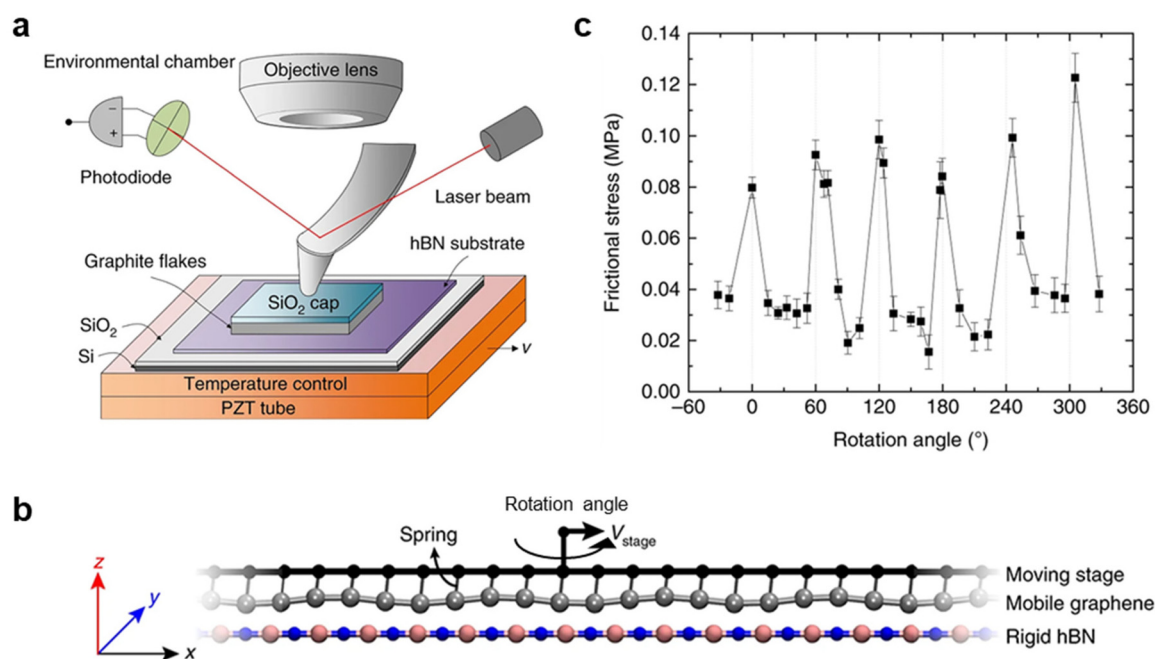 a
Environmental chamber
Objective lens
−
+
Photodiode
Laser beam
hBN substrate
Graphite flakes
SiO₂ cap
SiO₂
Si
v
Temperature control
PZT tube
c
Frictional stress (MPa)
0.14
0.12
0.10
0.08
0.06
0.04
0.02
0.00
−60 0 60 120 180 240 300 360
Rotation angle (°)
b
Rotation angle
Spring
Vstage
z
y
x
Moving stage
Mobile graphene
Rigid hBN